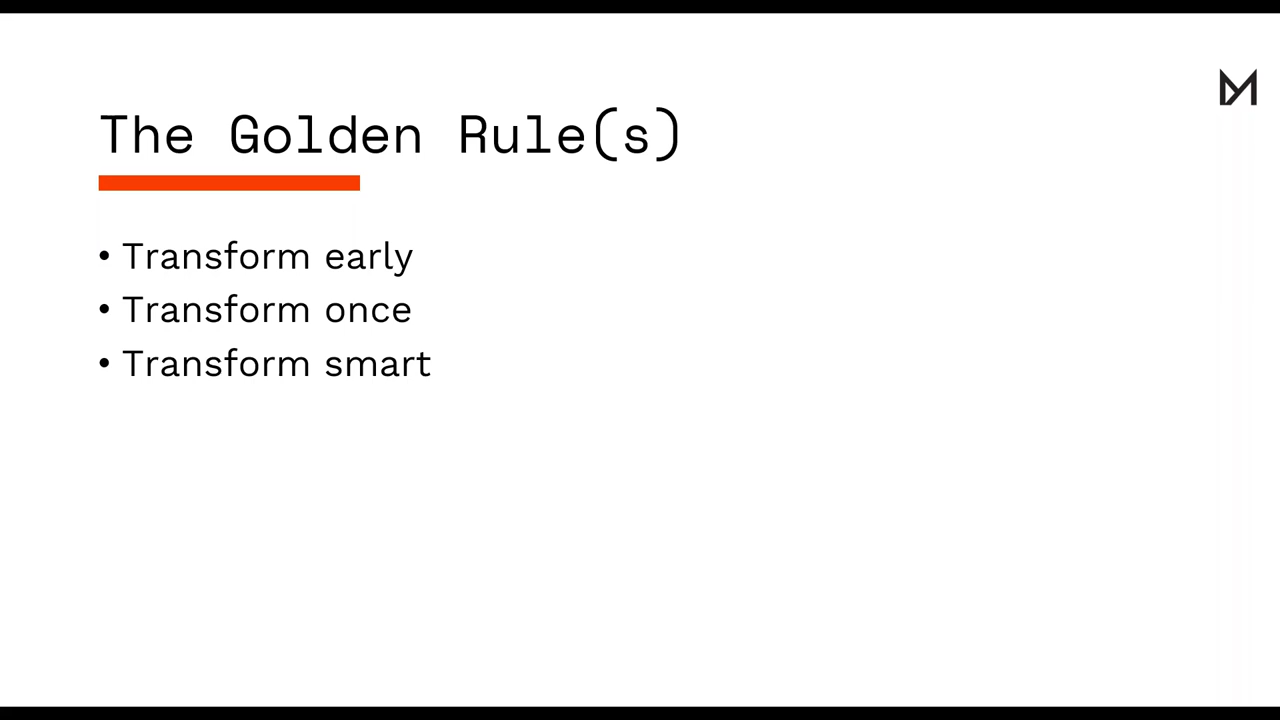 The Golden Rule(s)
• Transform early
• Transform once
• Transform smart